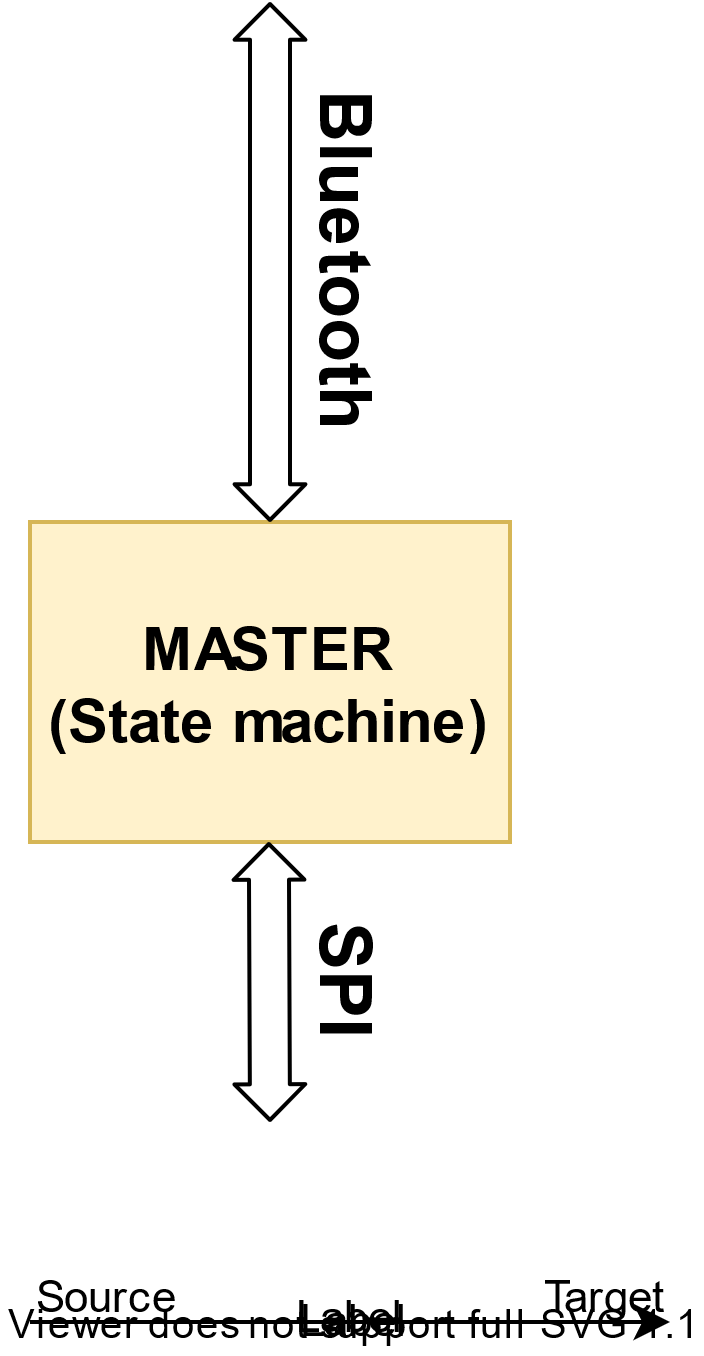 Bluetooth
MASTER
(State machine)
SPI
Source
Target
Label
Viewer does not support full SVG 1.1